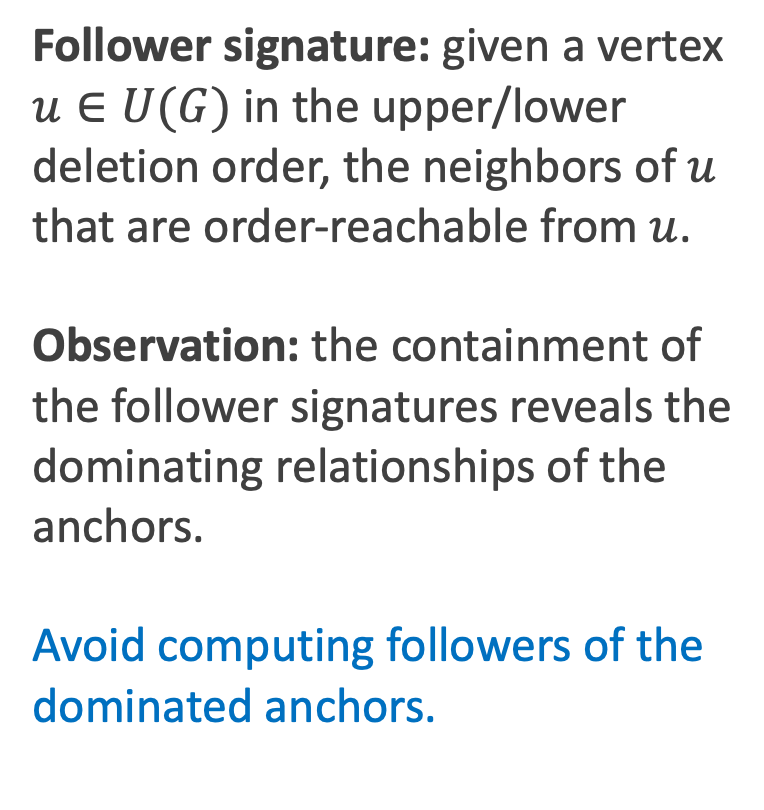 Follower signature: given a vertex
u ∈ U(G) in the upper/lower
deletion order, the neighbors of u
that are order-reachable from u.
Observation: the containment of
the follower signatures reveals the
dominating relationships of the
anchors.
Avoid computing followers of the
dominated anchors.